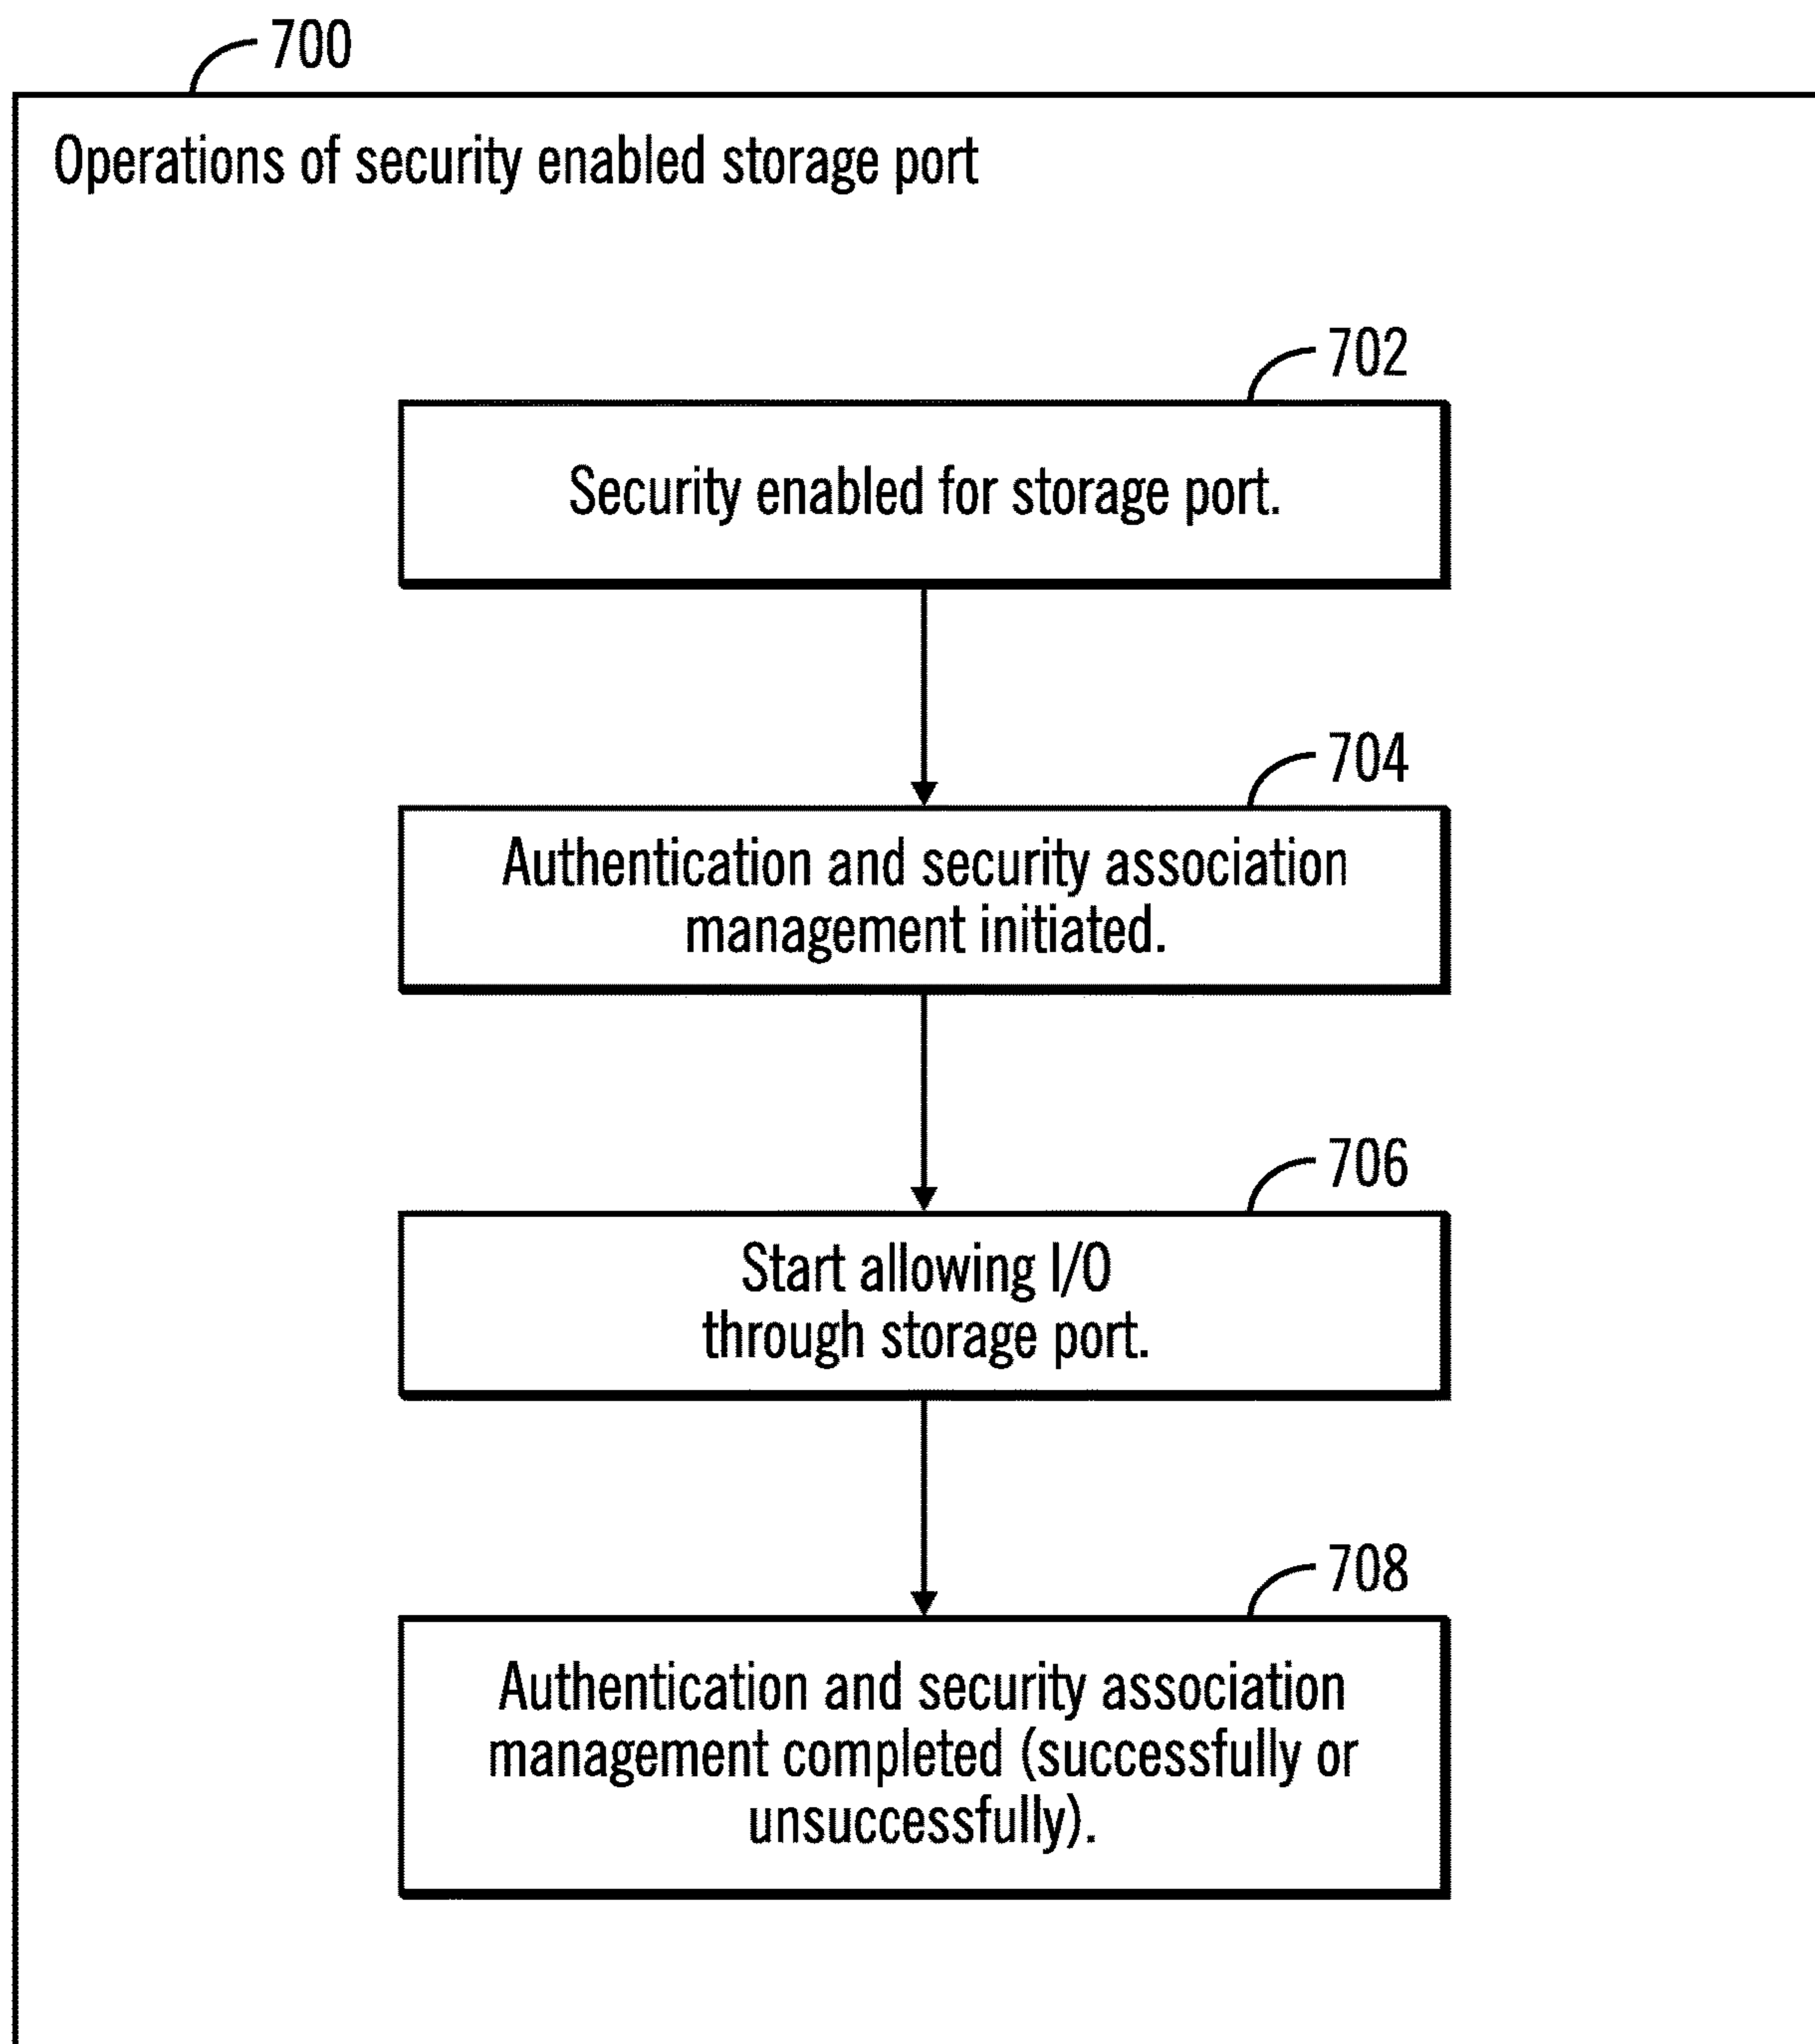 700
Operations of security enabled storage port
702
Security enabled for storage port.
704
Authentication and security association
management initiated.
706
Start allowing I/O
through storage port.
708
Authentication and security association
management completed (successfully or
unsuccessfully).